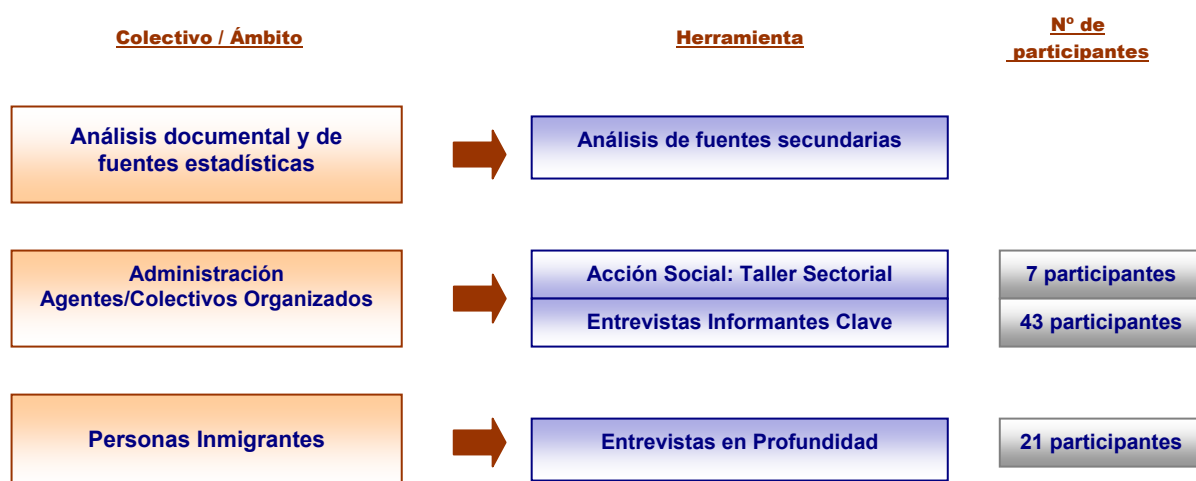 Colectivo / Ámbito
Herramienta
Nº de
participantes
Análisis documental y de
fuentes estadísticas
Análisis de fuentes secundarias
Administración
Agentes/Colectivos Organizados
Acción Social: Taller Sectorial
7 participantes
Entrevistas Informantes Clave
43 participantes
Personas Inmigrantes
Entrevistas en Profundidad
21 participantes